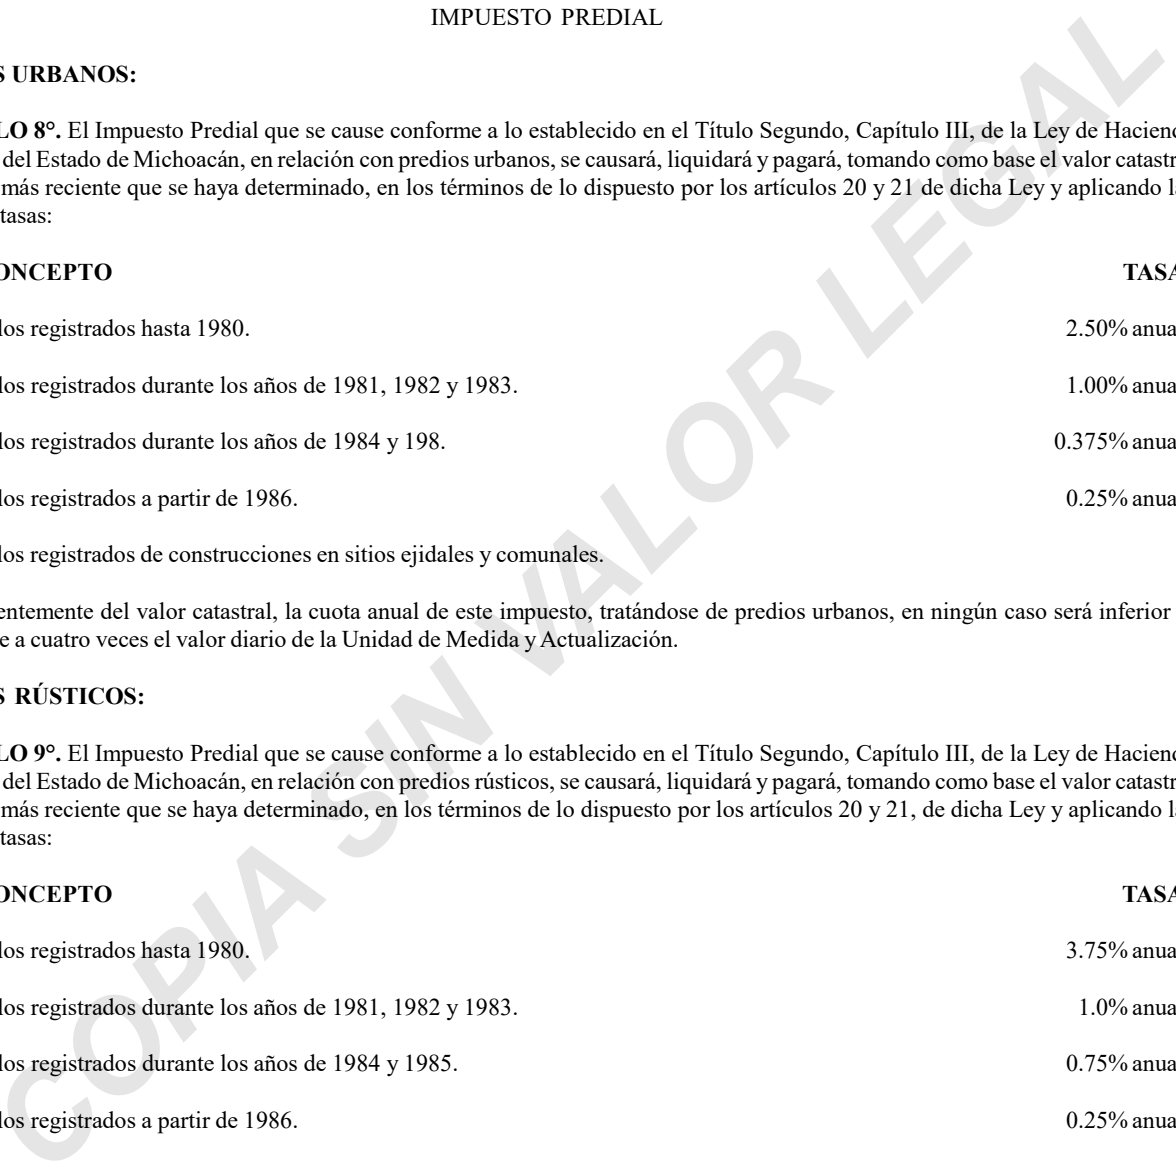 IMPUESTO PREDIAL
S URBANOS:
LO 8°. El Impuesto Predial que se cause conforme a lo establecido en el Título Segundo, Capítulo III, de la Ley de Haciend
del Estado de Michoacán, en relación con predios urbanos, se causará, liquidará y pagará, tomando como base el valor catastr
más reciente que se haya determinado, en los términos de lo dispuesto por los artículos 20 y 21 de dicha Ley y aplicando l
tasas:
ONCEPTO TASA
los registrados hasta 1980. 2.50% anua
los registrados durante los años de 1981, 1982 y 1983. 1.00% anua
los registrados durante los años de 1984 y 198. 0.375% anua
los registrados a partir de 1986. 0.25% anua
los registrados de construcciones en sitios ejidales y comunales.
entemente del valor catastral, la cuota anual de este impuesto, tratándose de predios urbanos, en ningún caso será inferior
e a cuatro veces el valor diario de la Unidad de Medida y Actualización.
S RÚSTICOS:
LO 9°. El Impuesto Predial que se cause conforme a lo establecido en el Título Segundo, Capítulo III, de la Ley de Haciend
del Estado de Michoacán, en relación con predios rústicos, se causará, liquidará y pagará, tomando como base el valor catastr
más reciente que se haya determinado, en los términos de lo dispuesto por los artículos 20 y 21, de dicha Ley y aplicando l
tasas:
ONCEPTO TASA
los registrados hasta 1980. 3.75% anua
los registrados durante los años de 1981, 1982 y 1983. 1.0% anua
los registrados durante los años de 1984 y 1985. 0.75% anua
los registrados a partir de 1986. 0.25% anua
COPIA SIN VALOR LEGAL